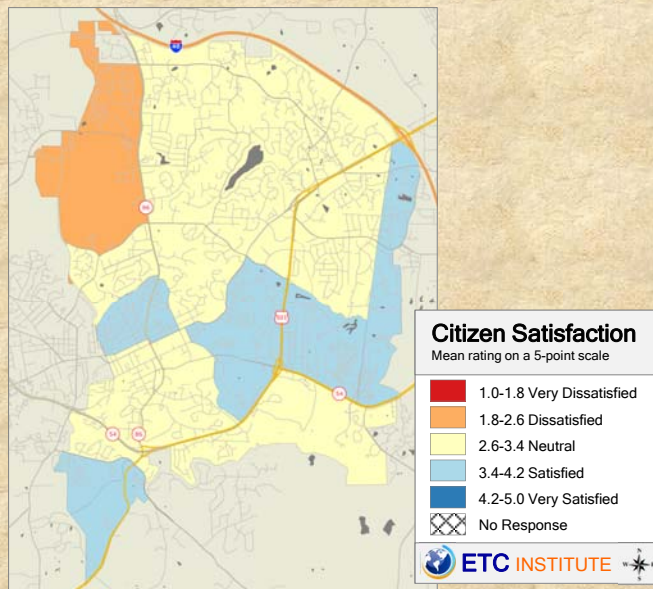 40
86
501
54
54
86
Citizen Satisfaction
Mean rating on a 5-point scale
1.0-1.8 Very Dissatisfied
1.8-2.6 Dissatisfied
2.6-3.4 Neutral
3.4-4.2 Satisfied
4.2-5.0 Very Satisfied
No Response
ETC INSTITUTE
N
W
E
S